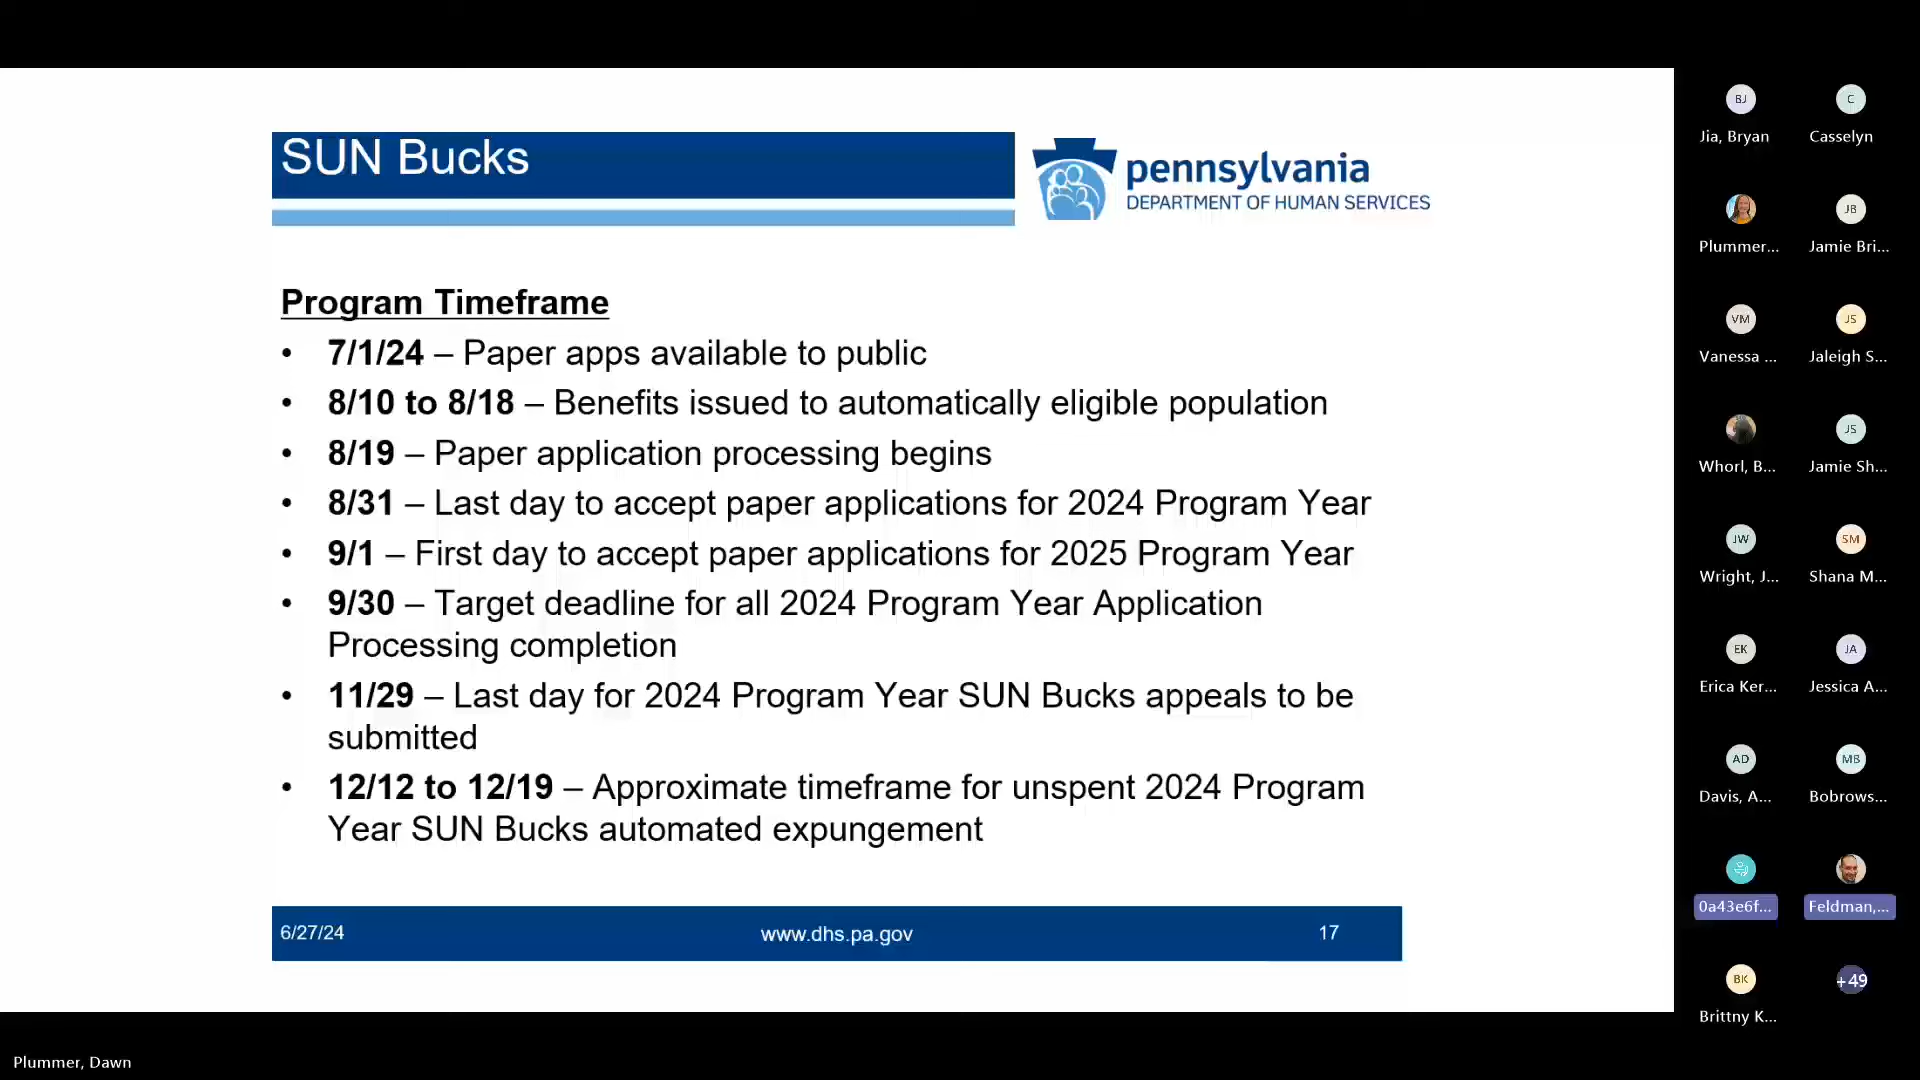 SUN Bucks
pennsylvania
DEPARTMENT OF HUMAN SERVICES
Program Timeframe
• 7/1/24 – Paper apps available to public
• 8/10 to 8/18 – Benefits issued to automatically eligible population
• 8/19 – Paper application processing begins
• 8/31 – Last day to accept paper applications for 2024 Program Year
• 9/1 – First day to accept paper applications for 2025 Program Year
• 9/30 – Target deadline for all 2024 Program Year Application
Processing completion
• 11/29 – Last day for 2024 Program Year SUN Bucks appeals to be
submitted
• 12/12 to 12/19 – Approximate timeframe for unspent 2024 Program
Year SUN Bucks automated expungement
6/27/24 www.dhs.pa.gov 17
BJ C
Jia, Bryan Casselyn
JB
Plummer... Jamie Bri...
VM JS
Vanessa ... Jaleigh S...
JS
Whorl, B... Jamie Sh...
JW SM
Wright, J... Shana M...
EK JA
Erica Ker... Jessica A...
AD MB
Davis, A... Bobrows...
0a43e6f... Feldman,...
BK +49
Brittny K...
Plummer, Dawn